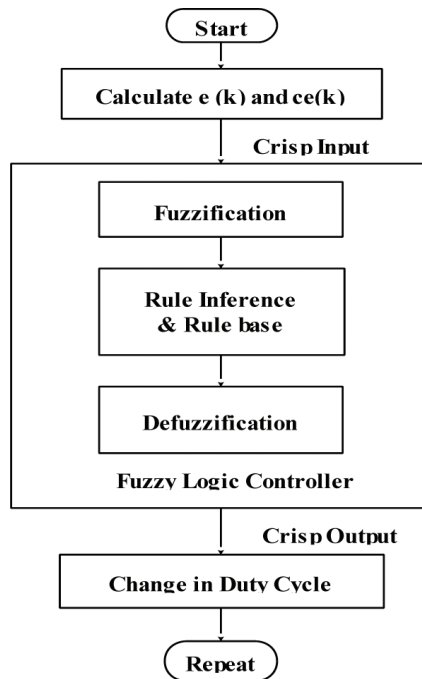 Start
Calculate e (k) and ce(k)
Crisp Input
Fuzzification
Rule Inference
& Rule base
Defuzzification
Fuzzy Logic Controller
Crisp Output
Change in Duty Cycle
Repeat